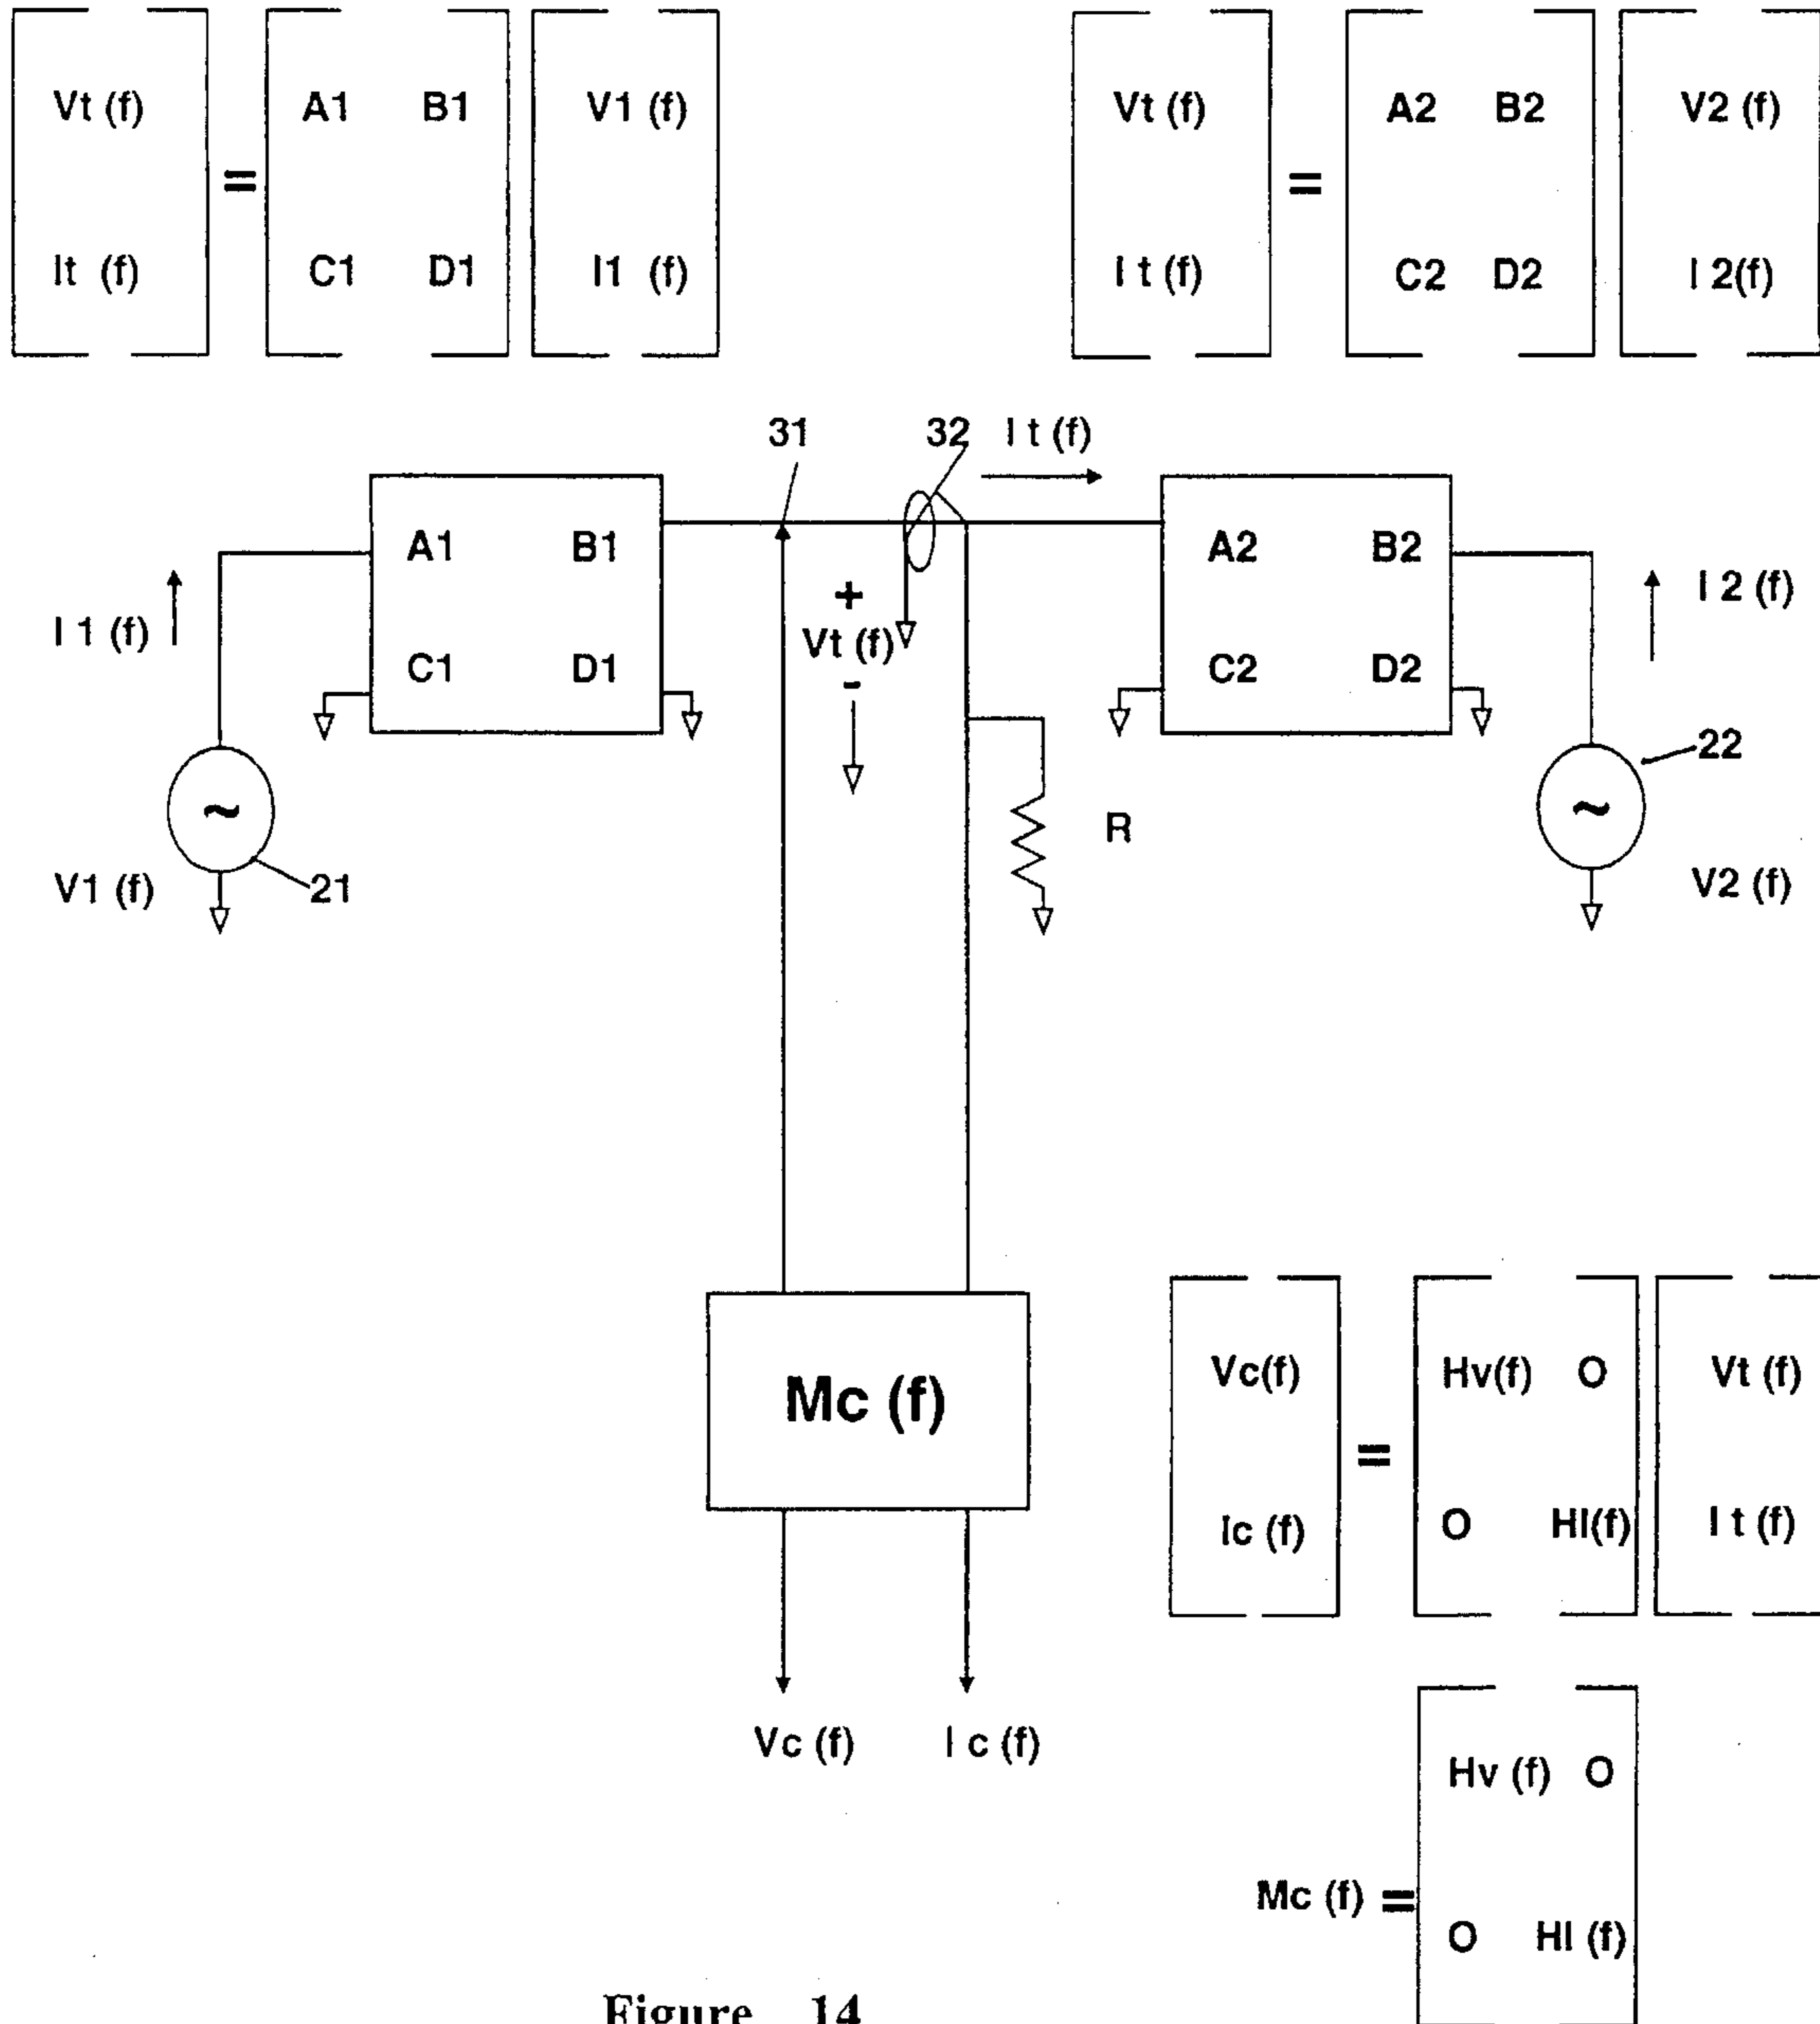 Vt (f) A1 B1 V1 (f) Vt (f) A2 B2 V2 (f)
= =
It (f) C1 D1 I1 (f) I t (f) C2 D2 I 2(f)
31 32 I t (f)
A1 B1 A2 B2
I 1 (f) + I 2 (f)
Vt (f)
C1 D1 - C2 D2
~ R ~ 22
V1 (f) 21 V2 (f)
Mc (f)
Vc(f) Hv(f) O Vt (f)
=
Ic (f) O HI(f) I t (f)
Vc (f) I c (f)
Hv (f) O
Mc (f) =
O HI (f)
Figure 14